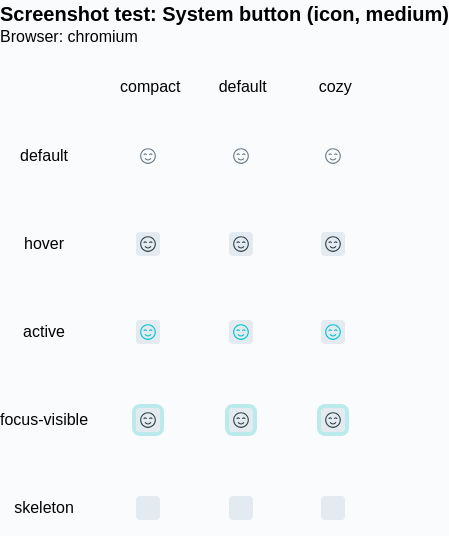 Screenshot test: System button (icon, medium)
Browser: chromium
compact default cozy
default
hover
active
focus-visible
skeleton